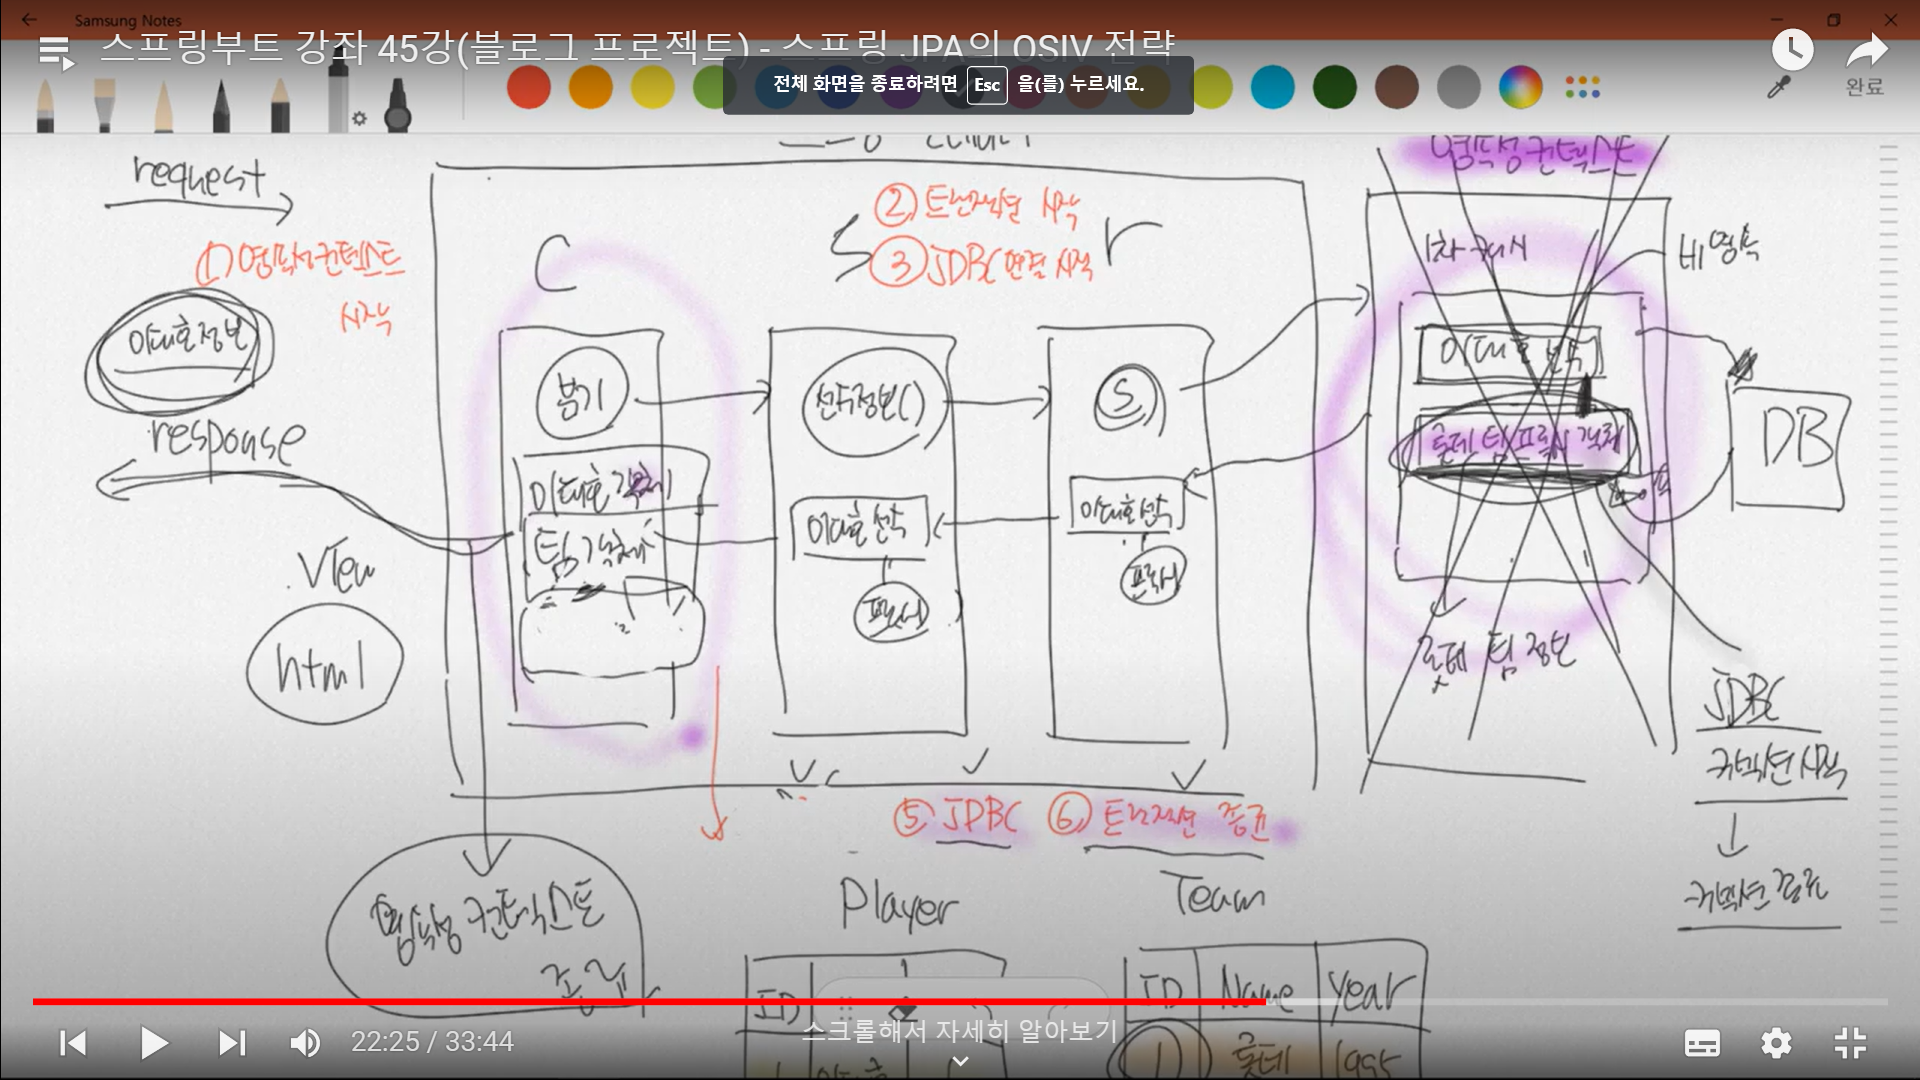 Samsung Notes
스프링부트 강좌 45강(블로그 프로젝트) - 스프링 JPA의 OSIV 전략
전체 화면을 종료하려면 Esc 을(를) 누르세요.
완료
request
① 영속성 컨텍스트
시작
이대호 정보
response
View
html
C
S
r
② 트랜잭션 시작
③ JDBC 연결 시작
붐기
선수정보()
S
이대호 객체
팀 객체
이대호 선수
프록시
이대호 선수
프록시
영속성 컨텍스트
1차 캐시
비영속
이대호 선수
롯데 팀 프록시 객체
롯데 팀 정보
DB
JDBC
커넥션 시작
커넥션 종료
⑤ JDBC
⑥ 트랜잭션 종료
영속성 컨텍스트
종료
Player
Team
ID
ID Name year
1 롯데 1995
스크롤해서 자세히 알아보기
22:25 / 33:44